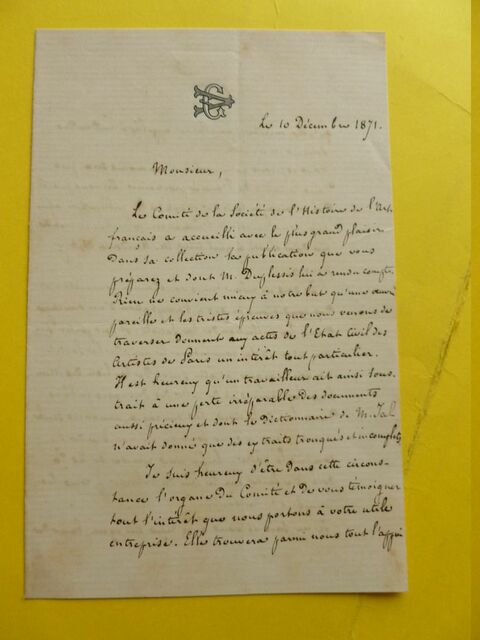 Le 10 Décembre 1871.
Monsieur,
Le Comité de la Société de l'Histoire de l'Art
français a accueilli avec le plus grand plaisir
dans sa collection la publication que vous
préparez et dont M. Duplessis lui a rendu compte.
Rien ne convient mieux à notre but qu'une œuvre
pareille et les tristes épreuves que nous venons de
traverser donnent aux actes de l'Etat Civil des
Artistes de Paris un intérêt tout particulier.
Il est heureux qu'un travailleur ait ainsi sous-
trait à une perte irréparable des documents
aussi précieux et dont le Dictionnaire de M. Jal
n'avait donné que des extraits tronqués et incomplets.
Je suis heureux d'être dans cette circons-
tance l'organe du Comité et de vous témoigner
tout l'intérêt que nous portons à votre utile
entreprise. Elle trouvera parmi nous tout l'appui